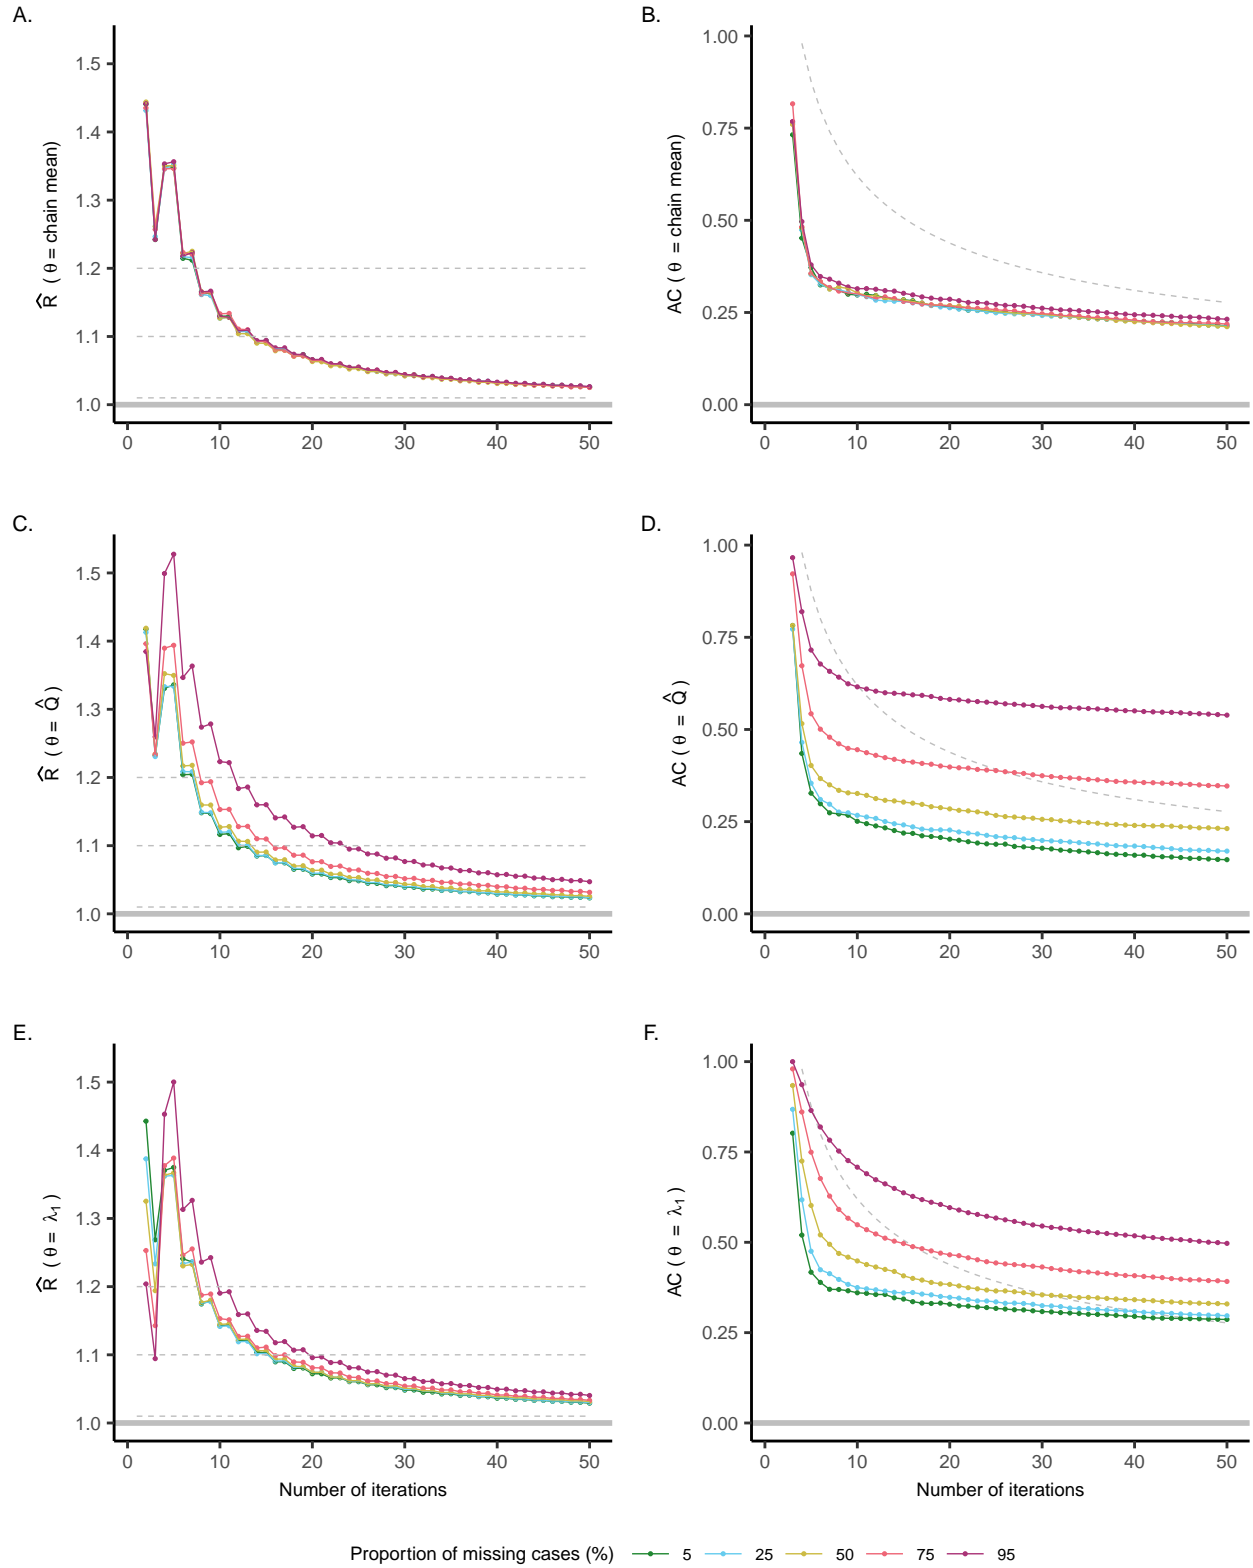 A.
R̂ ( θ = chain mean)
1.5
1.4
1.3
1.2
1.1
1.0
0 10 20 30 40 50
B.
AC ( θ = chain mean)
1.00
0.75
0.50
0.25
0.00
0 10 20 30 40 50
C.
R̂ ( θ = Q̂ )
1.5
1.4
1.3
1.2
1.1
1.0
0 10 20 30 40 50
D.
AC ( θ = Q̂ )
1.00
0.75
0.50
0.25
0.00
0 10 20 30 40 50
E.
R̂ ( θ = λ₁ )
1.5
1.4
1.3
1.2
1.1
1.0
0 10 20 30 40 50
Number of iterations
F.
AC ( θ = λ₁ )
1.00
0.75
0.50
0.25
0.00
0 10 20 30 40 50
Number of iterations
Proportion of missing cases (%) 5 25 50 75 95